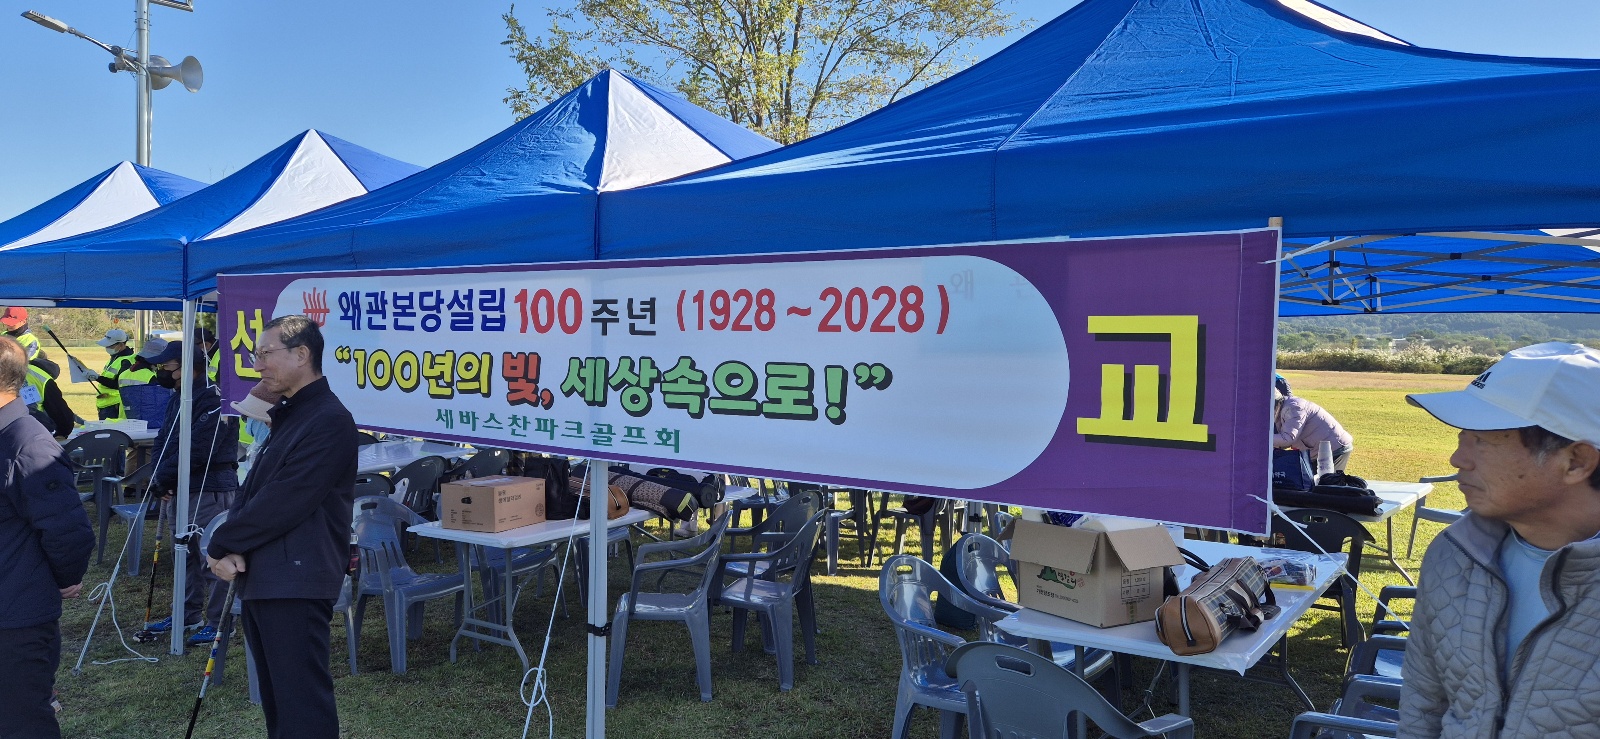 선
왜관본당설립 100 주년 (1928 ~ 2028)
“100년의 빛, 세상속으로!”
세바스찬파크골프회
교